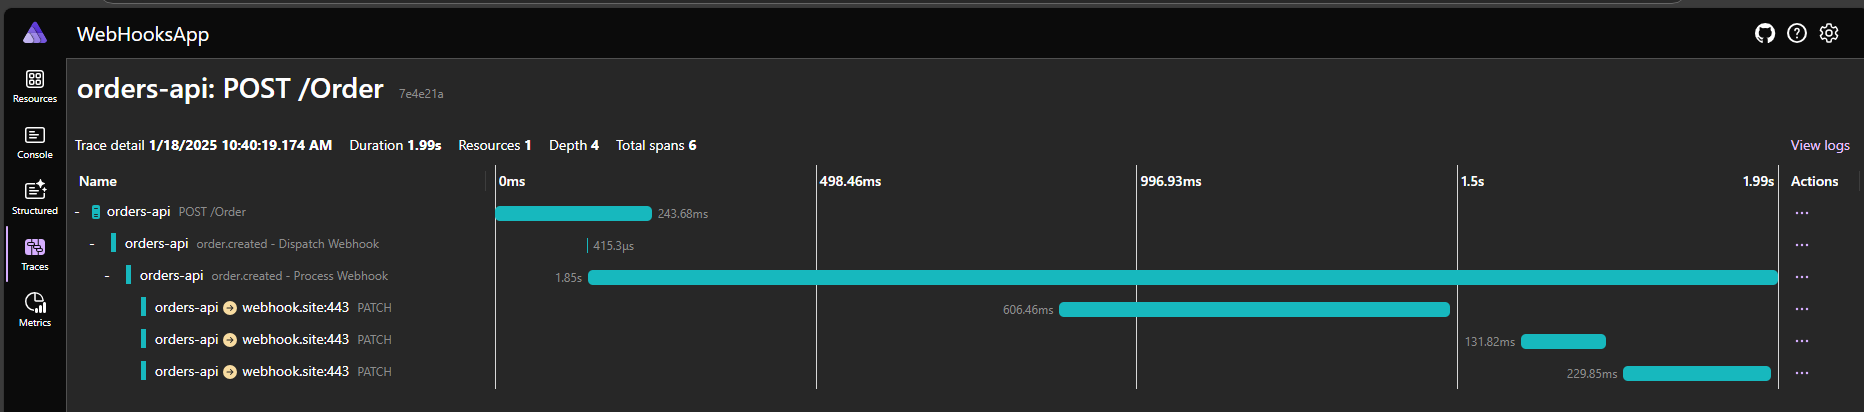 WebHooksApp
Resources
Console
Structured
Traces
Metrics
orders-api: POST /Order 7e4e21a
Trace detail 1/18/2025 10:40:19.174 AM Duration 1.99s Resources 1 Depth 4 Total spans 6 View logs
Name 0ms 498.46ms 996.93ms 1.5s 1.99s Actions
- orders-api POST /Order 243.68ms ...
- orders-api order.created - Dispatch Webhook 415.3μs ...
- orders-api order.created - Process Webhook 1.85s ...
orders-api webhook.site:443 PATCH 606.46ms ...
orders-api webhook.site:443 PATCH 131.82ms ...
orders-api webhook.site:443 PATCH 229.85ms ...